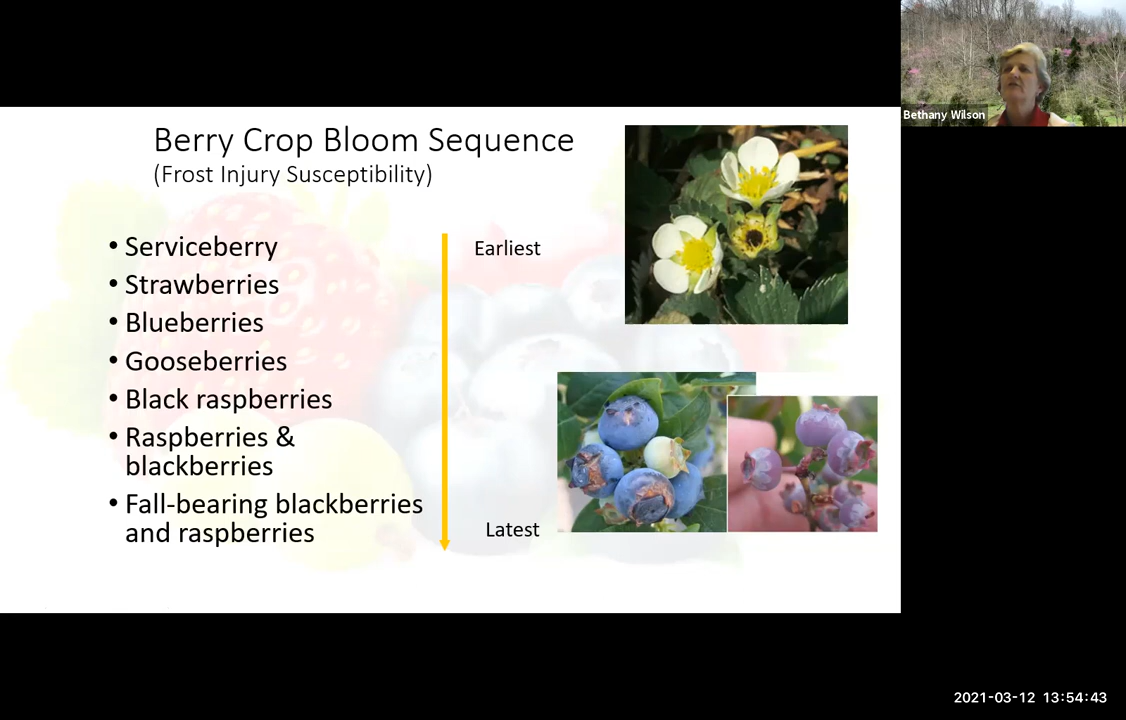 Bethany Wilson
Berry Crop Bloom Sequence
(Frost Injury Susceptibility)
• Serviceberry
• Strawberries
• Blueberries
• Gooseberries
• Black raspberries
• Raspberries &
blackberries
• Fall-bearing blackberries
and raspberries
Earliest
Latest
2021-03-12 13:54:43